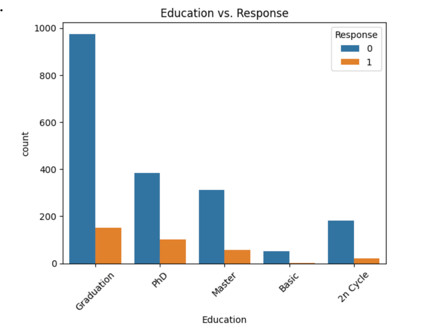 Education vs. Response
Response
0
1
1000
800
600
400
200
0
count
Graduation
PhD
Master
Basic
2n Cycle
Education